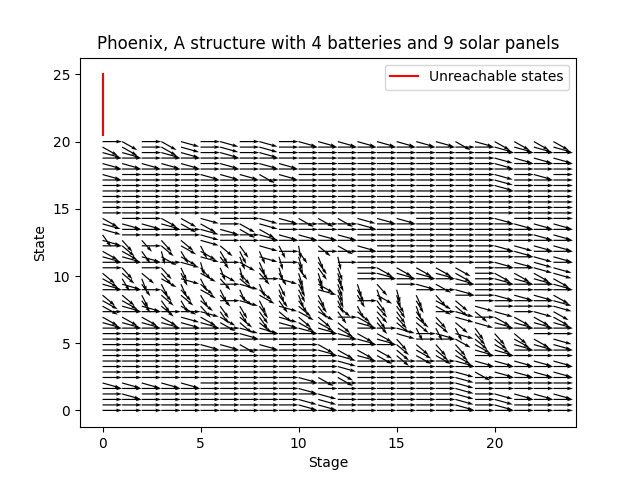 Phoenix, A structure with 4 batteries and 9 solar panels
Unreachable states
State
25
20
15
10
5
0
0 5 10 15 20
Stage